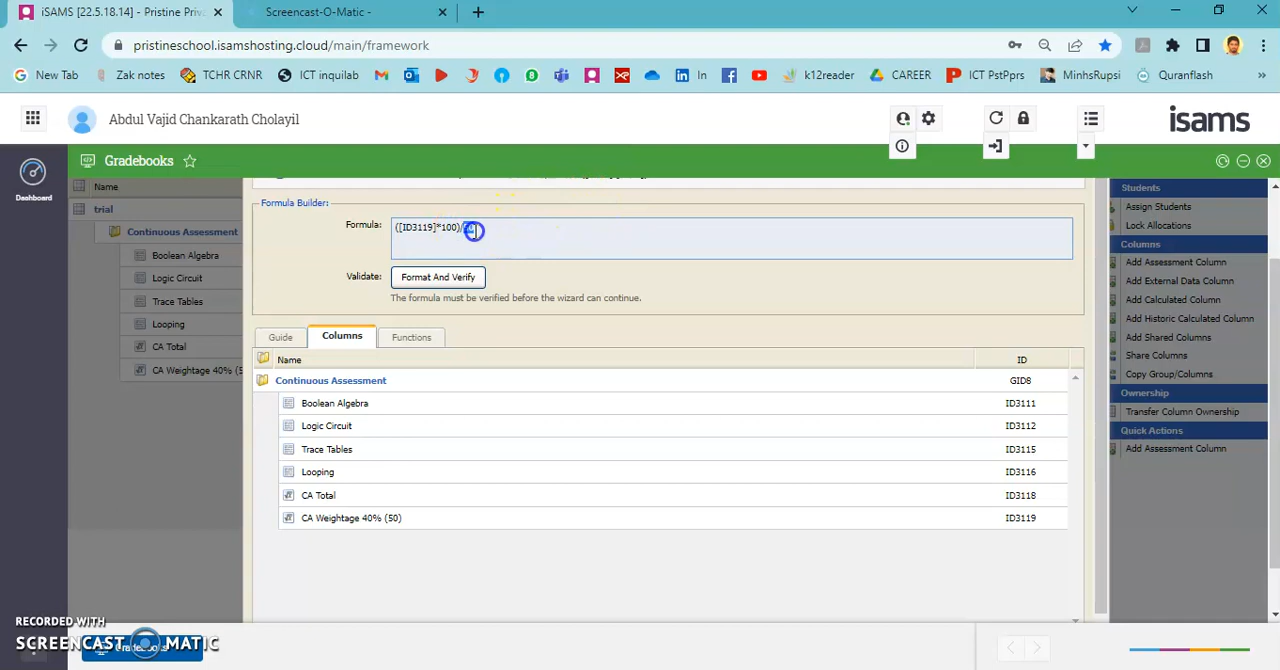 iSAMS [22.5.18.14] - Pristine Priv
Screencast-O-Matic -
pristineschool.isamshosting.cloud/main/framework
New Tab
Zak notes
TCHR CRNR
ICT inquilab
In
k12reader
CAREER
ICT PstPprs
MinhsRupsi
Quranflash
Abdul Vajid Chankarath Cholayil
isams
Gradebooks
Dashboard
Name
trial
Continuous Assessment
Boolean Algebra
Logic Circuit
Trace Tables
Looping
CA Total
CA Weightage 40% (5
Formula Builder:
Formula:
([ID3119]*100)/
Validate:
Format And Verify
The formula must be verified before the wizard can continue.
Guide
Columns
Functions
Name
ID
Continuous Assessment
GID8
Boolean Algebra
ID3111
Logic Circuit
ID3112
Trace Tables
ID3115
Looping
ID3116
CA Total
ID3118
CA Weightage 40% (50)
ID3119
Students
Assign Students
Lock Allocations
Columns
Add Assessment Column
Add External Data Column
Add Calculated Column
Add Historic Calculated Column
Add Shared Columns
Share Columns
Copy Group/Columns
Ownership
Transfer Column Ownership
Quick Actions
Add Assessment Column
RECORDED WITH
SCREENCAST-O-MATIC